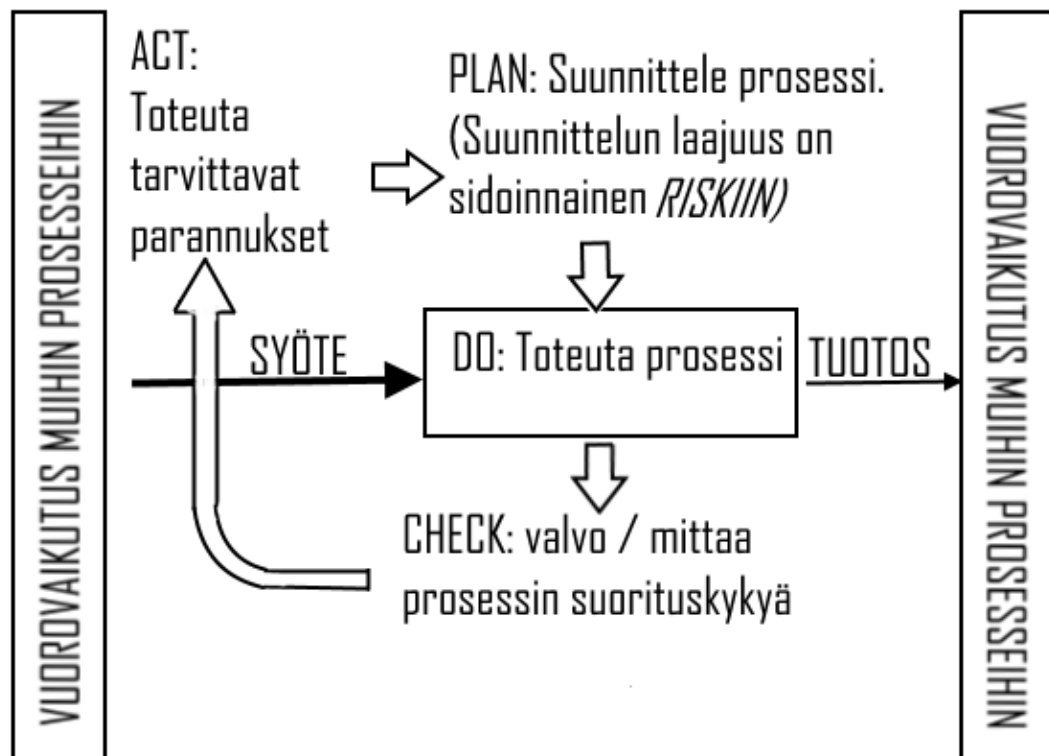 VUOROVAIKUTUS MUIHIN PROSESSEIHIN
ACT:
Toteuta
tarvittavat
parannukset
PLAN: Suunnittele prosessi.
(Suunnittelun laajuus on
sidoinnainen RISKIIN)
SYÖTE
DO: Toteuta prosessi
TUOTOS
CHECK: valvo / mittaa
prosessin suorituskykyä
VUOROVAIKUTUS MUIHIN PROSESSEIHIN